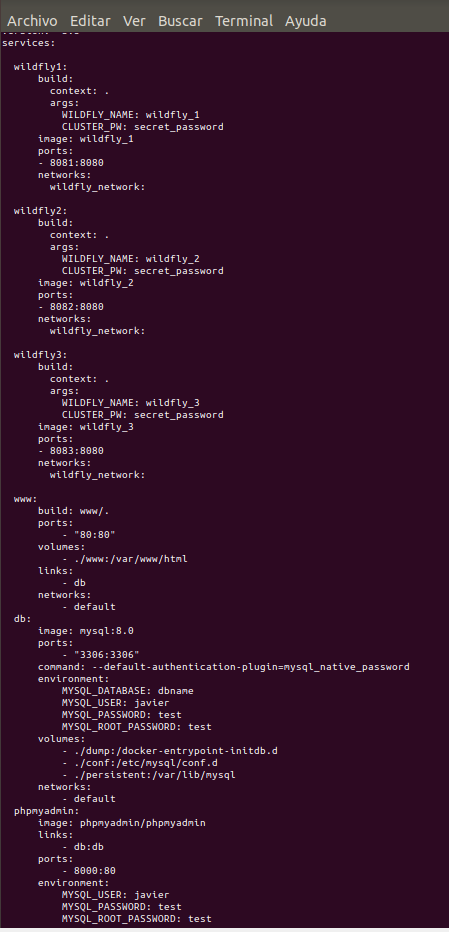 Archivo Editar Ver Buscar Terminal Ayuda
services:
wildfly1:
build:
context: .
args:
WILDFLY_NAME: wildfly_1
CLUSTER_PW: secret_password
image: wildfly_1
ports:
- 8081:8080
networks:
wildfly_network:
wildfly2:
build:
context: .
args:
WILDFLY_NAME: wildfly_2
CLUSTER_PW: secret_password
image: wildfly_2
ports:
- 8082:8080
networks:
wildfly_network:
wildfly3:
build:
context: .
args:
WILDFLY_NAME: wildfly_3
CLUSTER_PW: secret_password
image: wildfly_3
ports:
- 8083:8080
networks:
wildfly_network:
www:
build: www/.
ports:
- "80:80"
volumes:
- ./www:/var/www/html
links:
- db
networks:
- default
db:
image: mysql:8.0
ports:
- "3306:3306"
command: --default-authentication-plugin=mysql_native_password
environment:
MYSQL_DATABASE: dbname
MYSQL_USER: javier
MYSQL_PASSWORD: test
MYSQL_ROOT_PASSWORD: test
volumes:
- ./dump:/docker-entrypoint-initdb.d
- ./conf:/etc/mysql/conf.d
- ./persistent:/var/lib/mysql
networks:
- default
phpmyadmin:
image: phpmyadmin/phpmyadmin
links:
- db:db
ports:
- 8000:80
environment:
MYSQL_USER: javier
MYSQL_PASSWORD: test
MYSQL_ROOT_PASSWORD: test